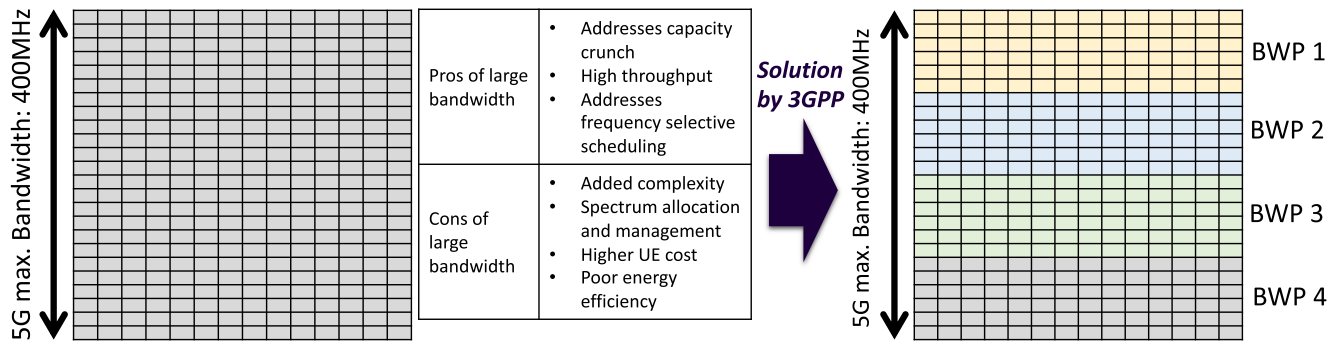 5G max. Bandwidth: 400MHz
Pros of large
bandwidth
• Addresses capacity
crunch
• High throughput
• Addresses
frequency selective
scheduling
Cons of
large
bandwidth
• Added complexity
• Spectrum allocation
and management
• Higher UE cost
• Poor energy
efficiency
Solution
by 3GPP
5G max. Bandwidth: 400MHz
BWP 1
BWP 2
BWP 3
BWP 4